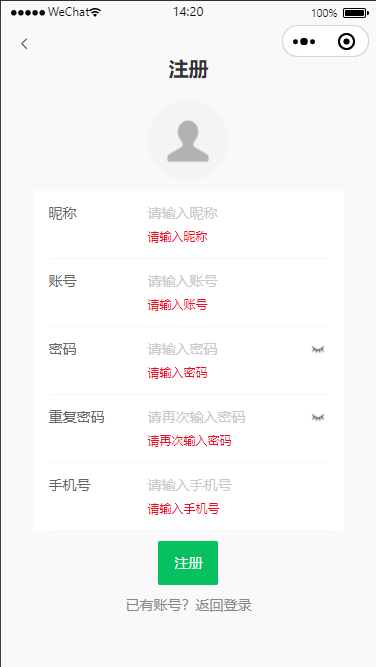 ●●●●● WeChat 14:20 100%
注册
昵称 请输入昵称
请输入昵称
账号 请输入账号
请输入账号
密码 请输入密码
请输入密码
重复密码 请再次输入密码
请再次输入密码
手机号 请输入手机号
请输入手机号
注册
已有账号？返回登录